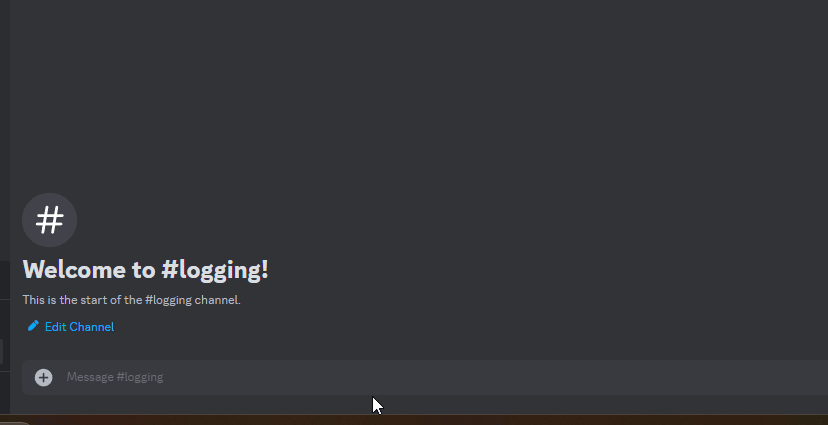 Welcome to #logging!
This is the start of the #logging channel.
Edit Channel
Message #logging